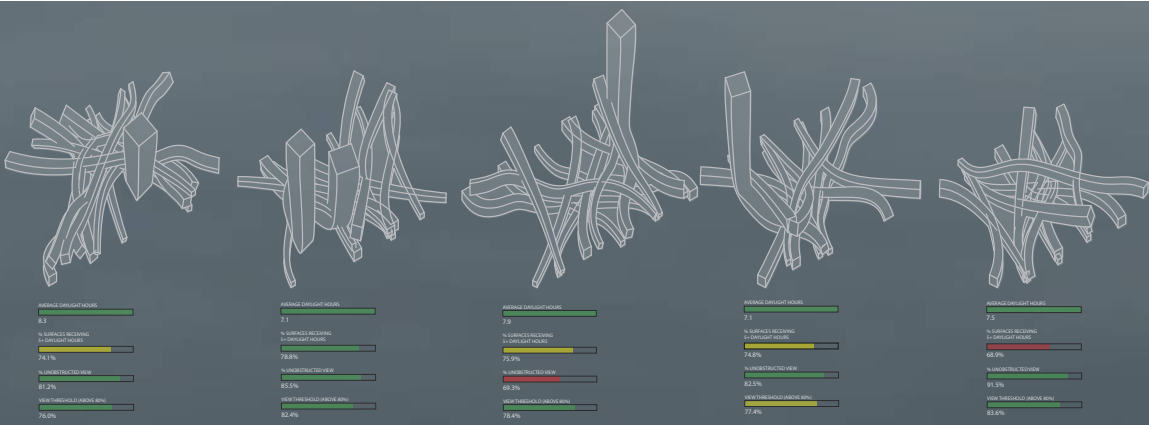 AVERAGE DAYLIGHT HOURS
8.3
% SURFACES RECEIVING
5+ DAYLIGHT HOURS
74.1%
% UNOBSTRUCTED VIEW
81.2%
VIEW THRESHOLD (ABOVE 80%)
76.0%
AVERAGE DAYLIGHT HOURS
7.1
% SURFACES RECEIVING
5+ DAYLIGHT HOURS
78.8%
% UNOBSTRUCTED VIEW
85.5%
VIEW THRESHOLD (ABOVE 80%)
82.4%
AVERAGE DAYLIGHT HOURS
7.9
% SURFACES RECEIVING
5+ DAYLIGHT HOURS
75.9%
% UNOBSTRUCTED VIEW
69.3%
VIEW THRESHOLD (ABOVE 80%)
78.4%
AVERAGE DAYLIGHT HOURS
7.1
% SURFACES RECEIVING
5+ DAYLIGHT HOURS
74.8%
% UNOBSTRUCTED VIEW
82.5%
VIEW THRESHOLD (ABOVE 80%)
77.4%
AVERAGE DAYLIGHT HOURS
7.5
% SURFACES RECEIVING
5+ DAYLIGHT HOURS
68.9%
% UNOBSTRUCTED VIEW
91.5%
VIEW THRESHOLD (ABOVE 80%)
83.6%